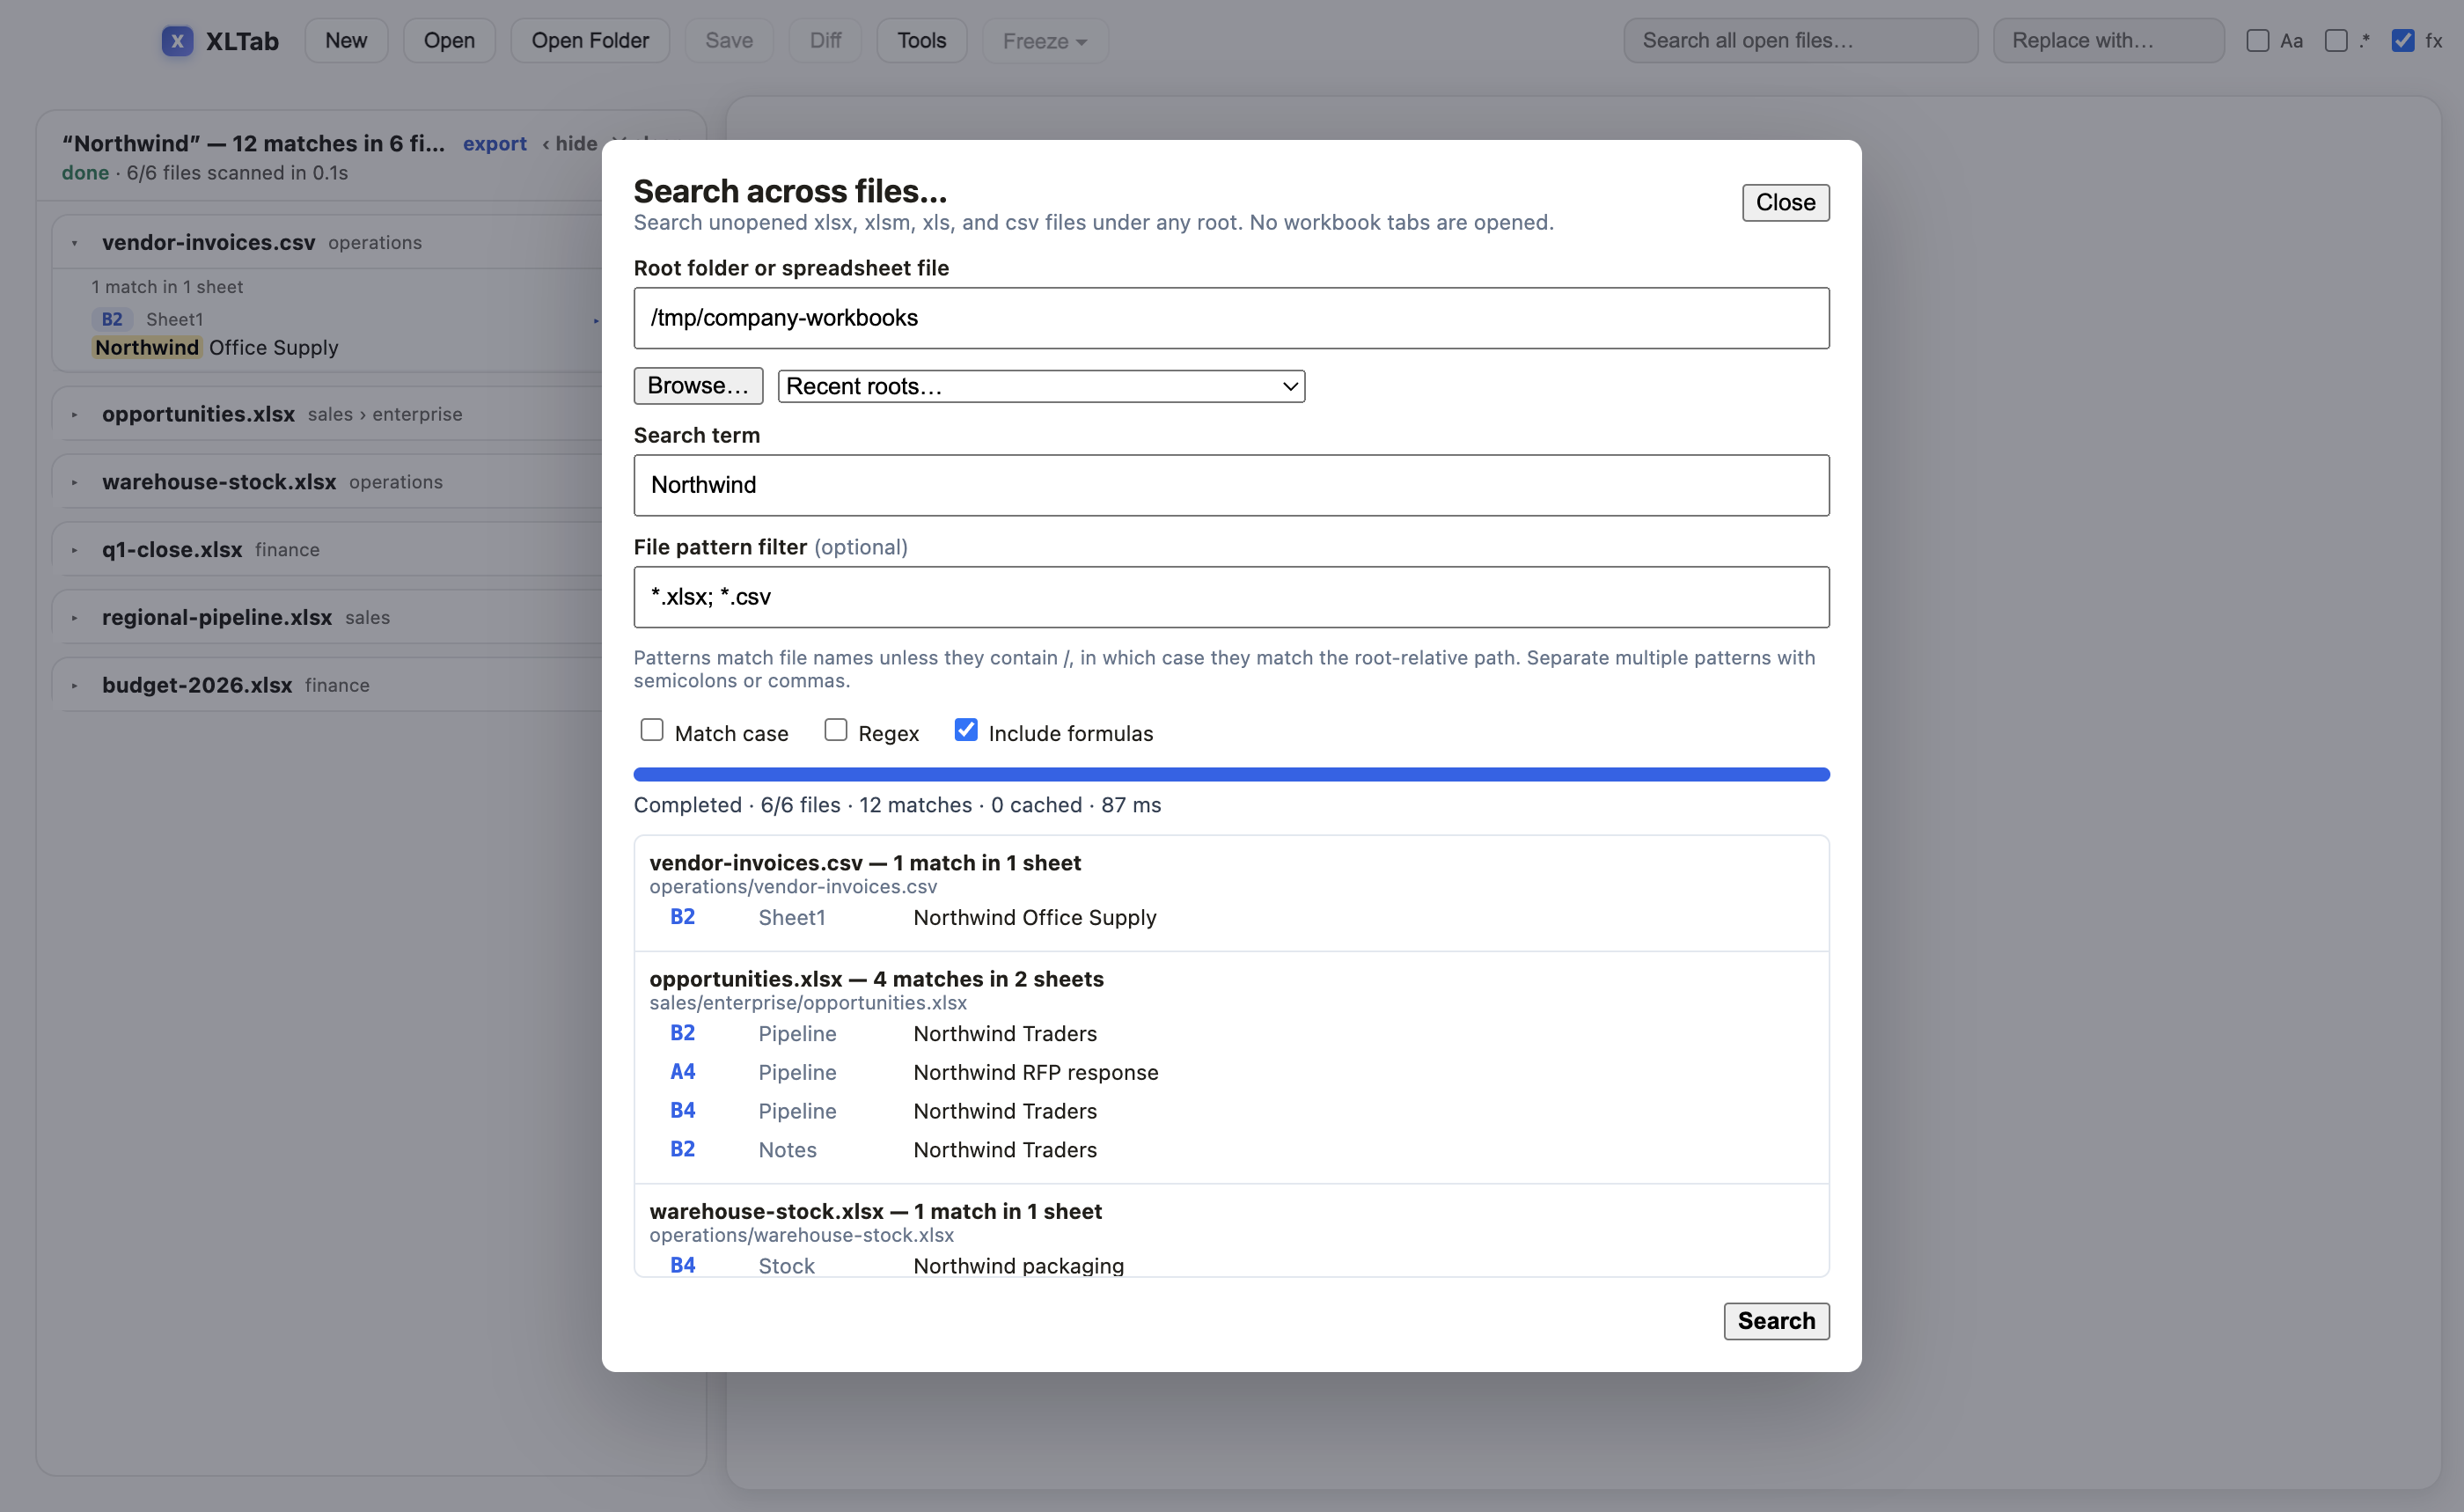 X XLTab New Open Open Folder Save Diff Tools Freeze Search all open files… Replace with… Aa .* fx
“Northwind” — 12 matches in 6 fi... export ‹ hide
done · 6/6 files scanned in 0.1s
vendor-invoices.csv operations
1 match in 1 sheet
B2 Sheet1
Northwind Office Supply
opportunities.xlsx sales › enterprise
warehouse-stock.xlsx operations
q1-close.xlsx finance
regional-pipeline.xlsx sales
budget-2026.xlsx finance
Search across files...
Close
Search unopened xlsx, xlsm, xls, and csv files under any root. No workbook tabs are opened.
Root folder or spreadsheet file
/tmp/company-workbooks
Browse… Recent roots…
Search term
Northwind
File pattern filter (optional)
*.xlsx; *.csv
Patterns match file names unless they contain /, in which case they match the root-relative path. Separate multiple patterns with
semicolons or commas.
Match case Regex Include formulas
Completed · 6/6 files · 12 matches · 0 cached · 87 ms
vendor-invoices.csv — 1 match in 1 sheet
operations/vendor-invoices.csv
B2 Sheet1 Northwind Office Supply
opportunities.xlsx — 4 matches in 2 sheets
sales/enterprise/opportunities.xlsx
B2 Pipeline Northwind Traders
A4 Pipeline Northwind RFP response
B4 Pipeline Northwind Traders
B2 Notes Northwind Traders
warehouse-stock.xlsx — 1 match in 1 sheet
operations/warehouse-stock.xlsx
B4 Stock Northwind packaging
Search